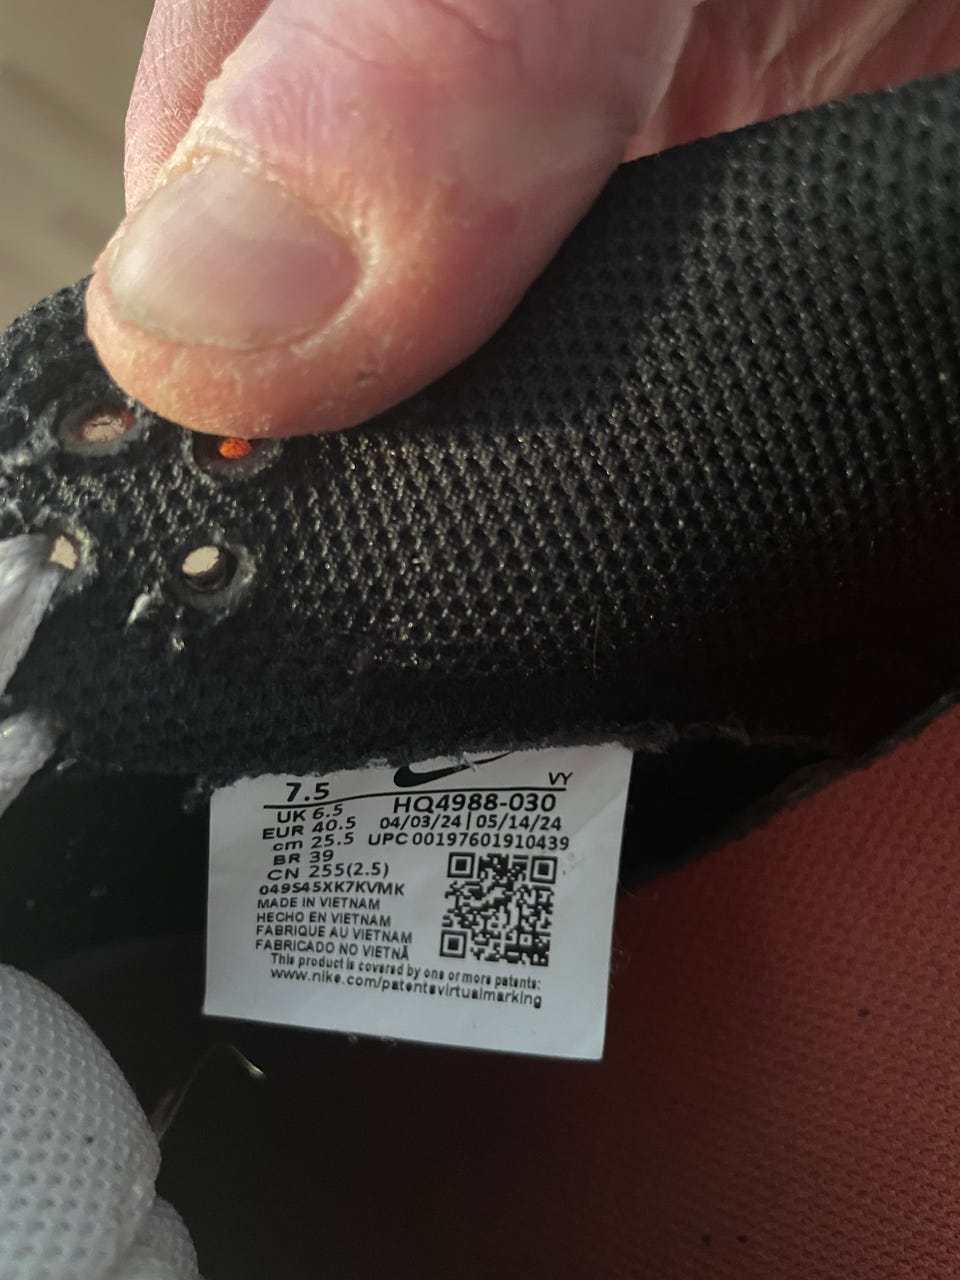 7.5
VY
UK 6.5
HQ4988-030
EUR 40.5
04/03/24 | 05/14/24
cm 25.5
UPC 00197601910439
BR 39
CN 255(2.5)
049S45XK7KVMK
MADE IN VIETNAM
HECHO EN VIETNAM
FABRIQUE AU VIETNAM
FABRICADO NO VIETNÃ
This product is covered by one or more patents:
www.nike.com/patentsvirtualmarking